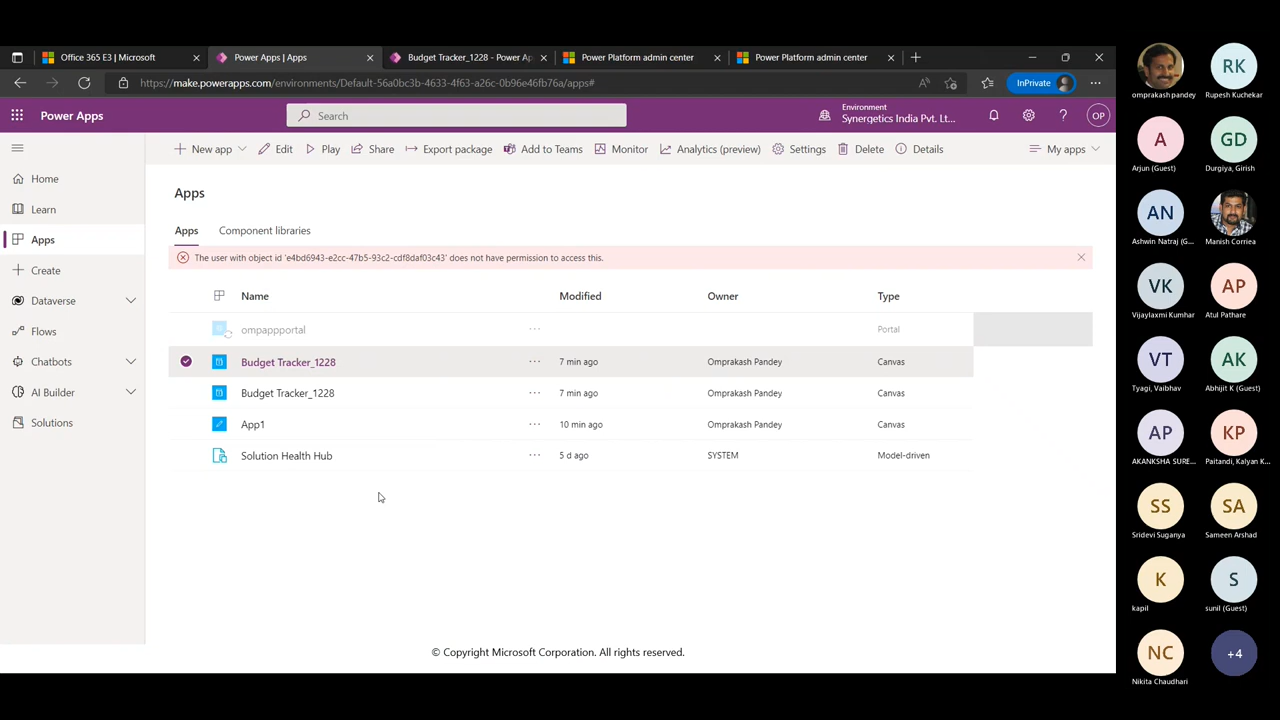 Office 365 E3 | Microsoft
Power Apps | Apps
Budget Tracker_1228 - Power Ap
Power Platform admin center
Power Platform admin center
https://make.powerapps.com/environments/Default-56a0bc3b-4633-4f63-a26c-0b96e46fb76a/apps#
InPrivate
Power Apps
Search
Environment
Synergetics India Pvt. Lt...
OP
New app
Edit
Play
Share
Export package
Add to Teams
Monitor
Analytics (preview)
Settings
Delete
Details
My apps
Home
Learn
Apps
Create
Dataverse
Flows
Chatbots
AI Builder
Solutions
Apps
Apps
Component libraries
The user with object id 'e4bd6943-e2cc-47b5-93c2-cdf8daf03c43' does not have permission to access this.
Name Modified Owner Type
ompappportal ... Portal
Budget Tracker_1228 ... 7 min ago Omprakash Pandey Canvas
Budget Tracker_1228 ... 7 min ago Omprakash Pandey Canvas
App1 ... 10 min ago Omprakash Pandey Canvas
Solution Health Hub ... 5 d ago SYSTEM Model-driven
© Copyright Microsoft Corporation. All rights reserved.
omprakash pandey
RK
Rupesh Kuchekar
A
Arjun (Guest)
GD
Durgiya, Girish
AN
Ashwin Natraj (G...
Manish Corriea
VK
Vijaylaxmi Kumhar
AP
Atul Pathare
VT
Tyagi, Vaibhav
AK
Abhijit K (Guest)
AP
AKANKSHA SURE...
KP
Paitandi, Kalyan K...
SS
Sridevi Suganya
SA
Sameen Arshad
K
kapil
S
sunil (Guest)
NC
Nikita Chaudhari
+4